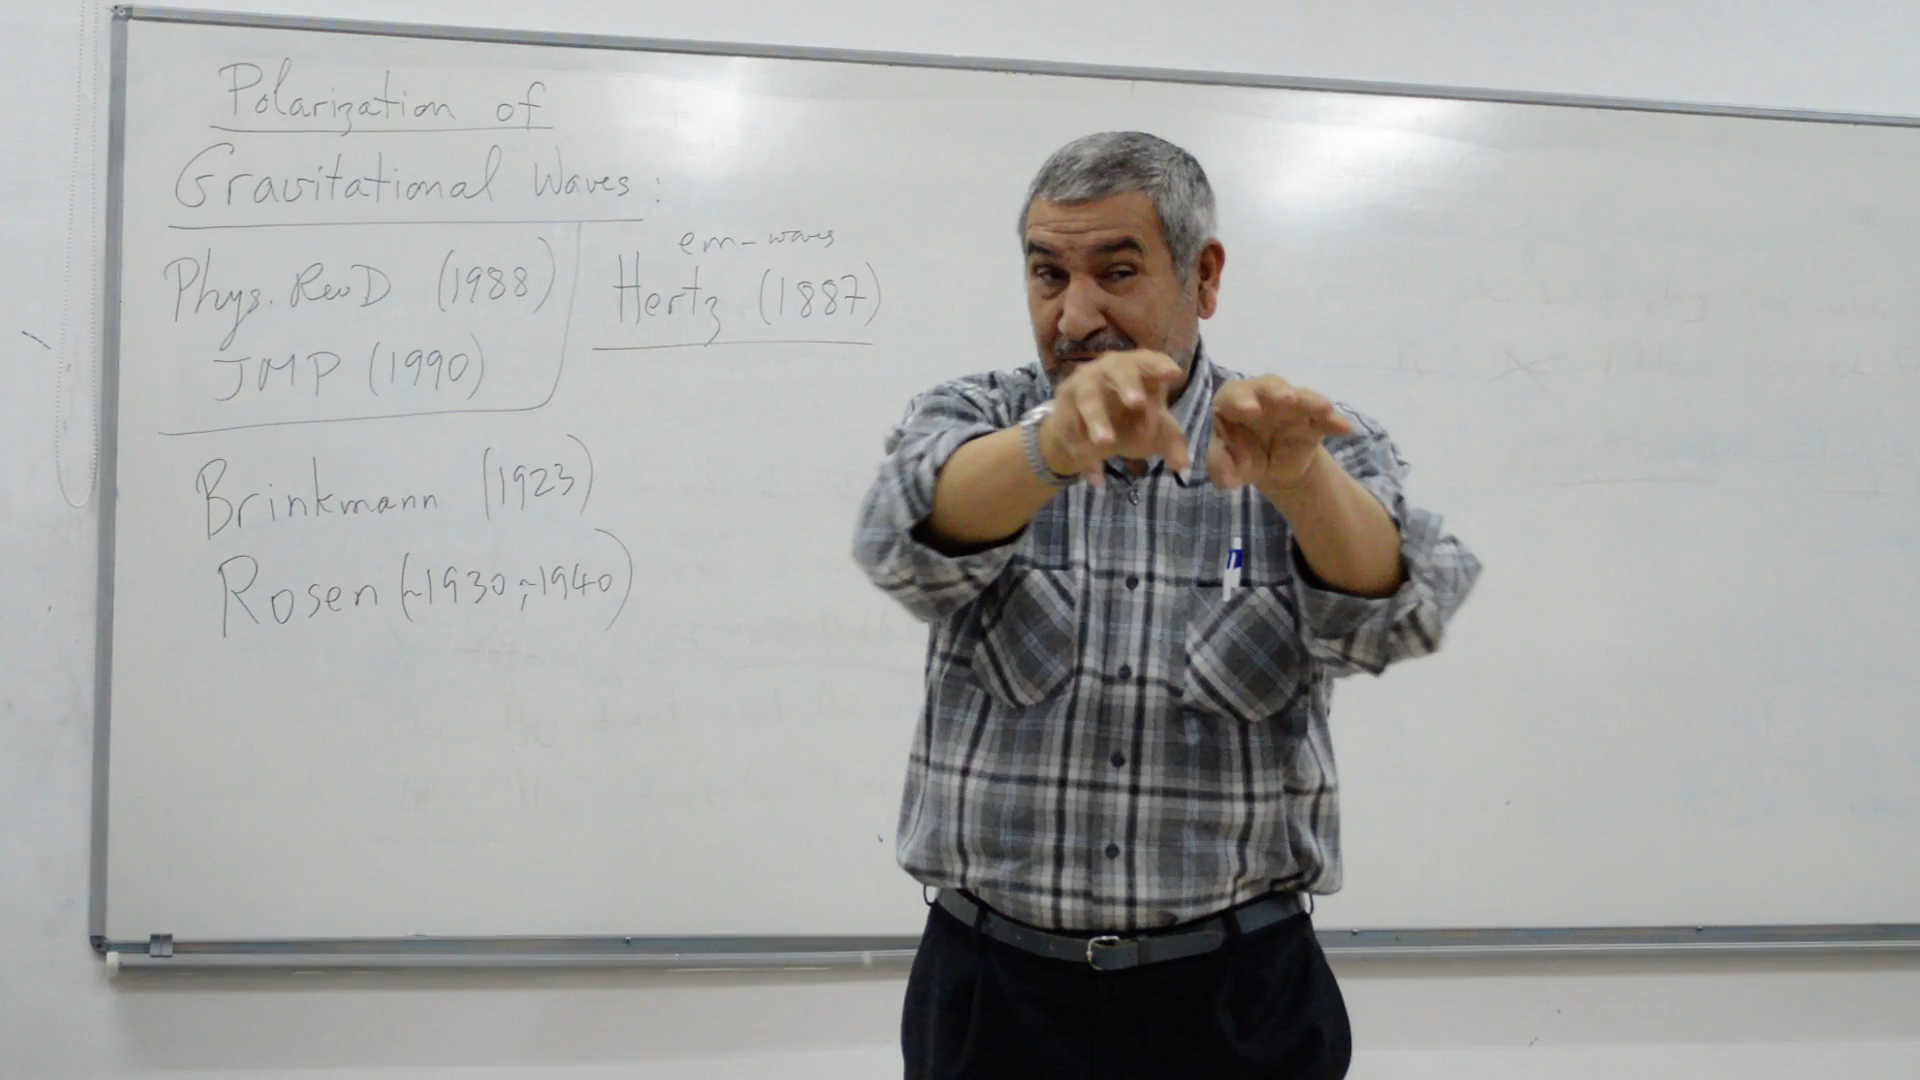 Polarization of
Gravitational Waves:
Phys. Rev D (1988)
JMP (1990)
em-waves
Hertz (1887)
Brinkmann (1923)
Rosen (~1930;~1940)